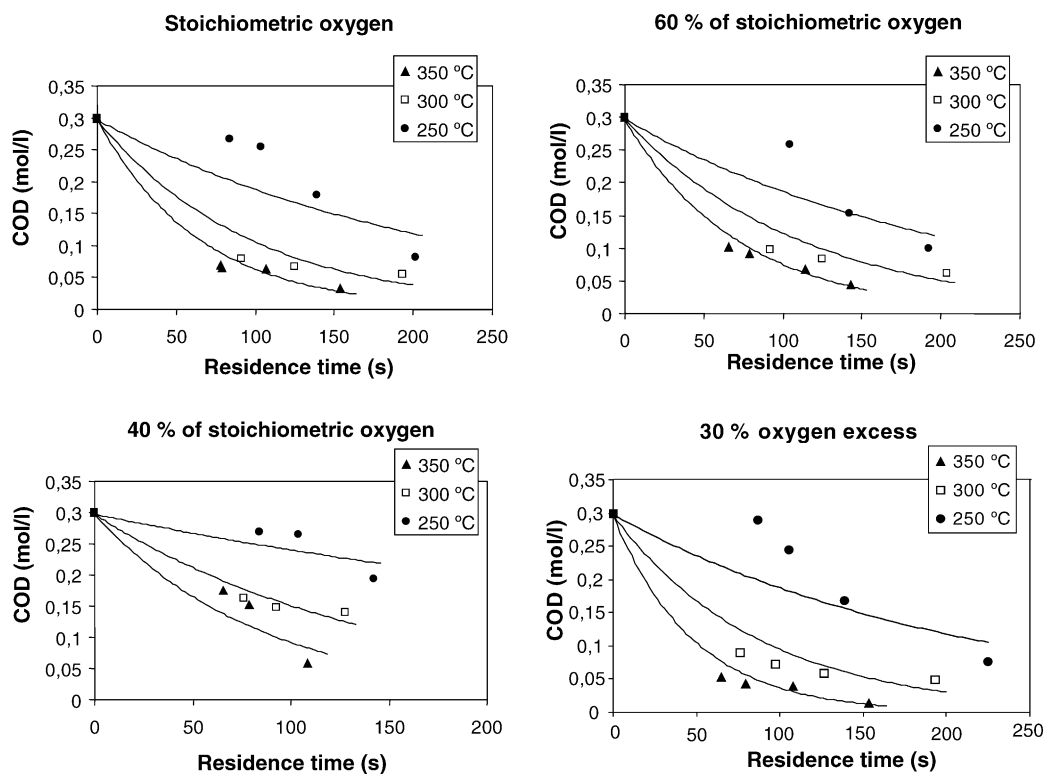 Stoichiometric oxygen
350 ºC
300 ºC
250 ºC
COD (mol/l)
0,35
0,3
0,25
0,2
0,15
0,1
0,05
0
0 50 100 150 200 250
Residence time (s)
60 % of stoichiometric oxygen
350 ºC
300 ºC
250 ºC
COD (mol/l)
0,35
0,3
0,25
0,2
0,15
0,1
0,05
0
0 50 100 150 200 250
Residence time (s)
40 % of stoichiometric oxygen
350 ºC
300 ºC
250 ºC
COD (mol/l)
0,35
0,3
0,25
0,2
0,15
0,1
0,05
0
0 50 100 150 200
Residence time (s)
30 % oxygen excess
350 ºC
300 ºC
250 ºC
COD (mol/l)
0,35
0,3
0,25
0,2
0,15
0,1
0,05
0
0 50 100 150 200 250
Residence time (s)